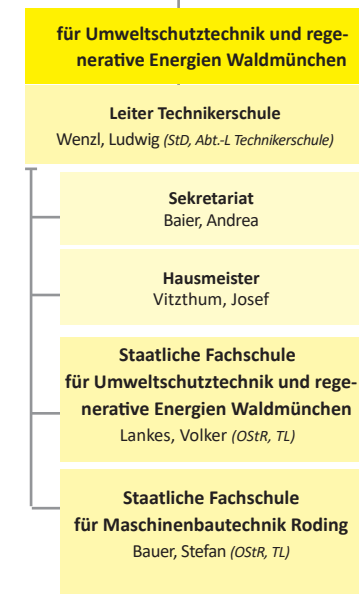 für Umweltschutztechnik und rege-
nerative Energien Waldmünchen
Leiter Technikerschule
Wenzl, Ludwig (StD, Abt.-L Technikerschule)
Sekretariat
Baier, Andrea
Hausmeister
Vitzthum, Josef
Staatliche Fachschule
für Umweltschutztechnik und rege-
nerative Energien Waldmünchen
Lankes, Volker (OStR, TL)
Staatliche Fachschule
für Maschinenbautechnik Roding
Bauer, Stefan (OStR, TL)